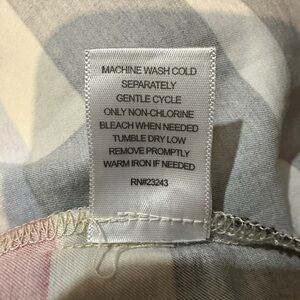 MACHINE WASH COLD
SEPARATELY
GENTLE CYCLE
ONLY NON-CHLORINE
BLEACH WHEN NEEDED
TUMBLE DRY LOW
REMOVE PROMPTLY
WARM IRON IF NEEDED
RN#23243